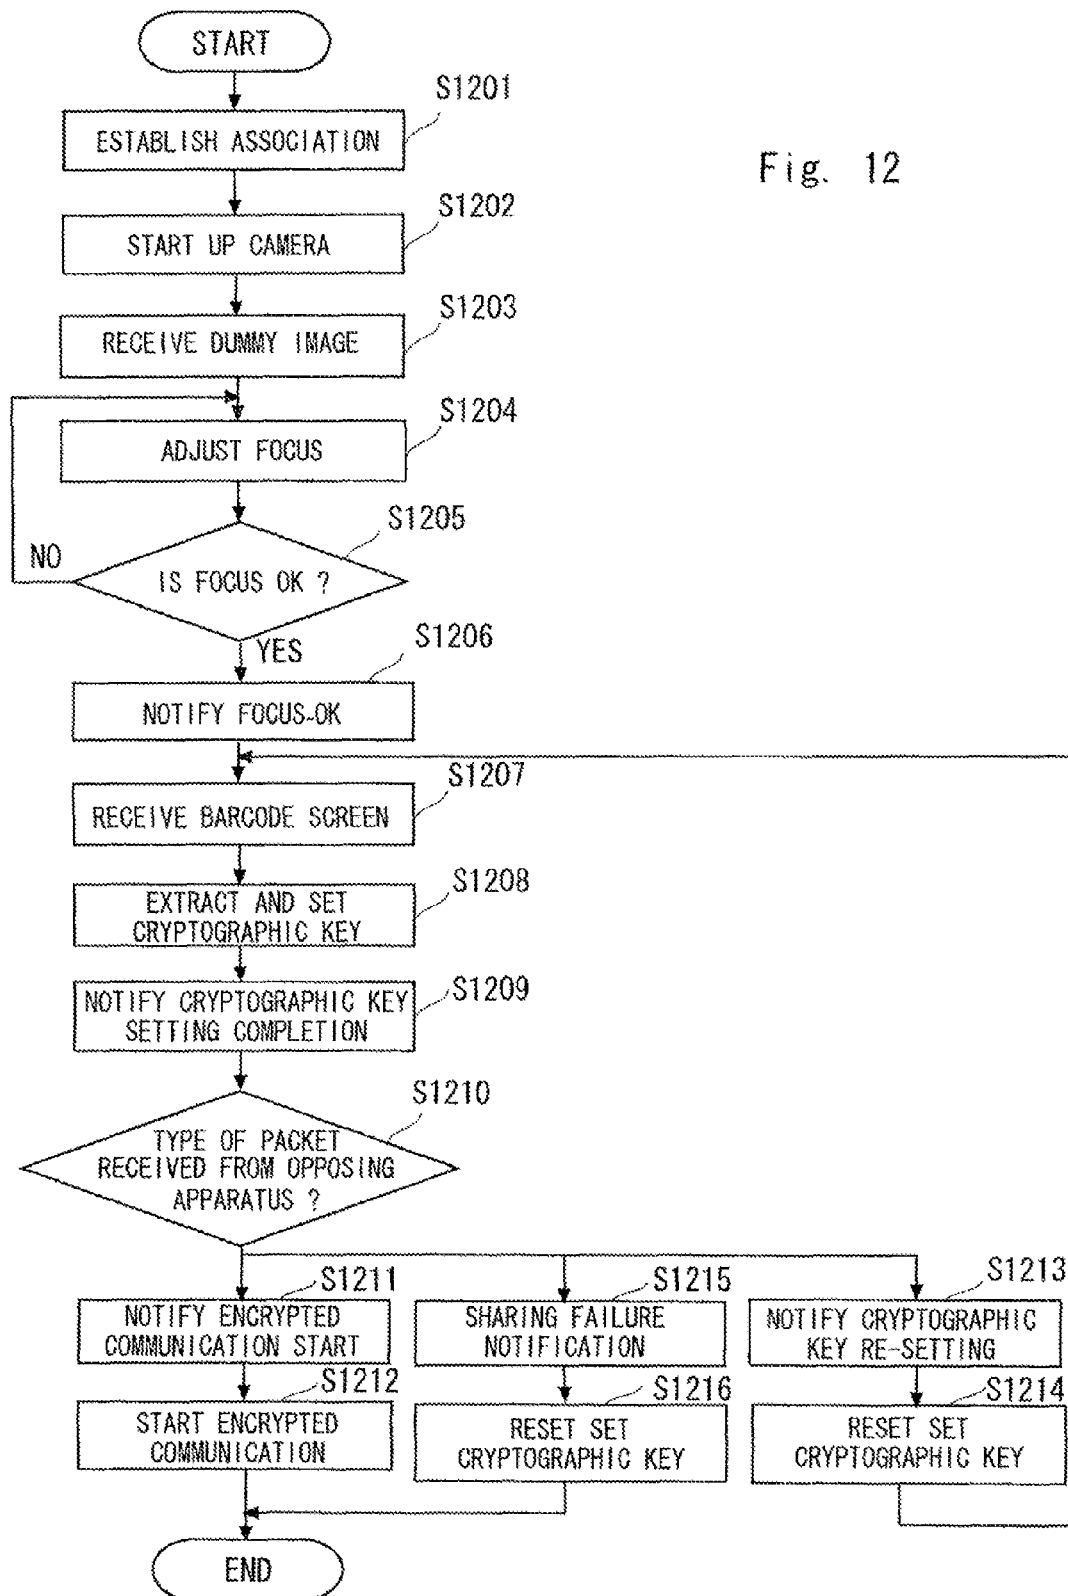 START
S1201
ESTABLISH ASSOCIATION
Fig. 12
S1202
START UP CAMERA
S1203
RECEIVE DUMMY IMAGE
S1204
ADJUST FOCUS
S1205
NO
IS FOCUS OK ?
YES
S1206
NOTIFY FOCUS-OK
S1207
RECEIVE BARCODE SCREEN
S1208
EXTRACT AND SET
CRYPTOGRAPHIC KEY
S1209
NOTIFY CRYPTOGRAPHIC KEY
SETTING COMPLETION
S1210
TYPE OF PACKET
RECEIVED FROM OPPOSING
APPARATUS ?
S1211
NOTIFY ENCRYPTED
COMMUNICATION START
S1212
START ENCRYPTED
COMMUNICATION
S1215
SHARING FAILURE
NOTIFICATION
S1216
RESET SET
CRYPTOGRAPHIC KEY
S1213
NOTIFY CRYPTOGRAPHIC
KEY RE-SETTING
S1214
RESET SET
CRYPTOGRAPHIC KEY
END